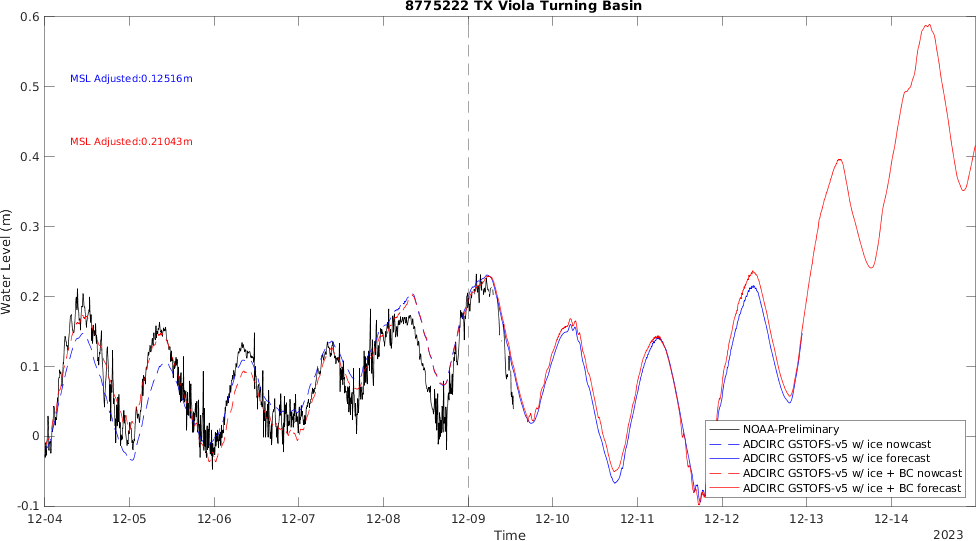 8775222 TX Viola Turning Basin
0.6
MSL Adjusted:0.12516m
0.5
MSL Adjusted:0.21043m
0.4
0.3
0.2
0.1
0
-0.1
Water Level (m)
NOAA-Preliminary
ADCIRC GSTOFS-v5 w/ ice nowcast
ADCIRC GSTOFS-v5 w/ ice forecast
ADCIRC GSTOFS-v5 w/ ice + BC nowcast
ADCIRC GSTOFS-v5 w/ ice + BC forecast
12-04 12-05 12-06 12-07 12-08 12-09 12-10 12-11 12-12 12-13 12-14
Time
2023